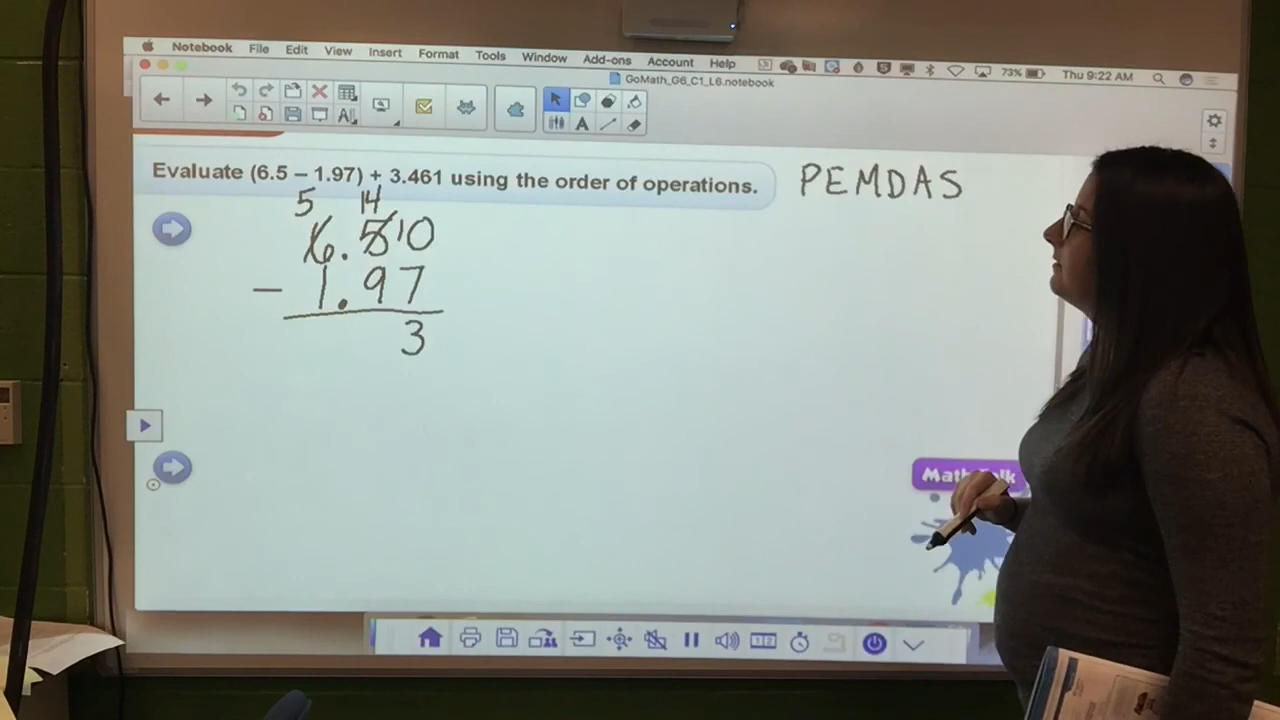 Notebook File Edit View Insert Format Tools Window Add-ons Account Help 73% Thu 9:22 AM
GoMath_G6_C1_L6.notebook
Evaluate (6.5 – 1.97) + 3.461 using the order of operations.
PEMDAS
5 14
6.5 10
- 1.97
3
Math Talk